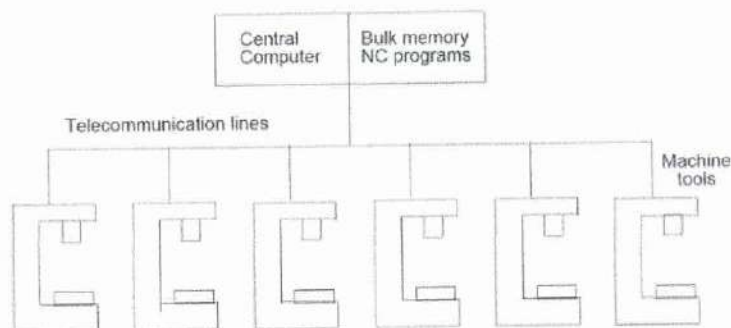 Central
Computer
Bulk memory
NC programs
Telecommunication lines
Machine
tools